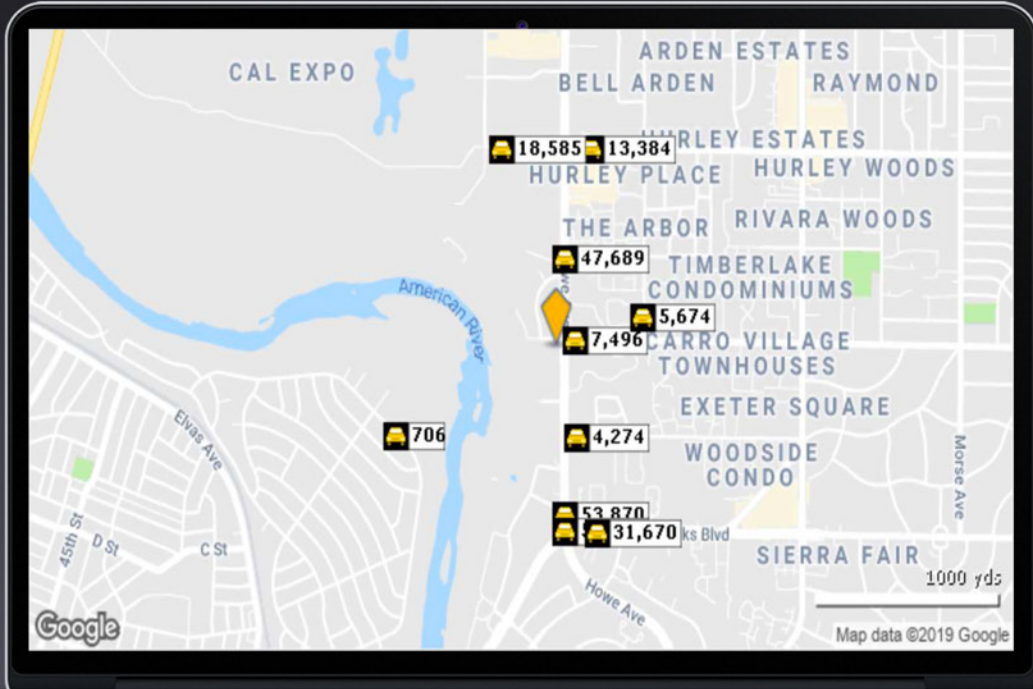 ARDEN ESTATES
CAL EXPO
BELL ARDEN
RAYMOND
HURLEY ESTATES
18,585
13,384
HURLEY PLACE
HURLEY WOODS
THE ARBOR
RIVARA WOODS
47,689
TIMBERLAKE
CONDOMINIUMS
American River
5,674
7,496
CARRO VILLAGE
TOWNHOUSES
EXETER SQUARE
Elvas Ave
706
4,274
WOODSIDE
CONDO
Morse Ave
53,870
31,670
ks Blvd
45th St
D St
C St
SIERRA FAIR
1000 yds
Howe Ave
Google
Map data ©2019 Google